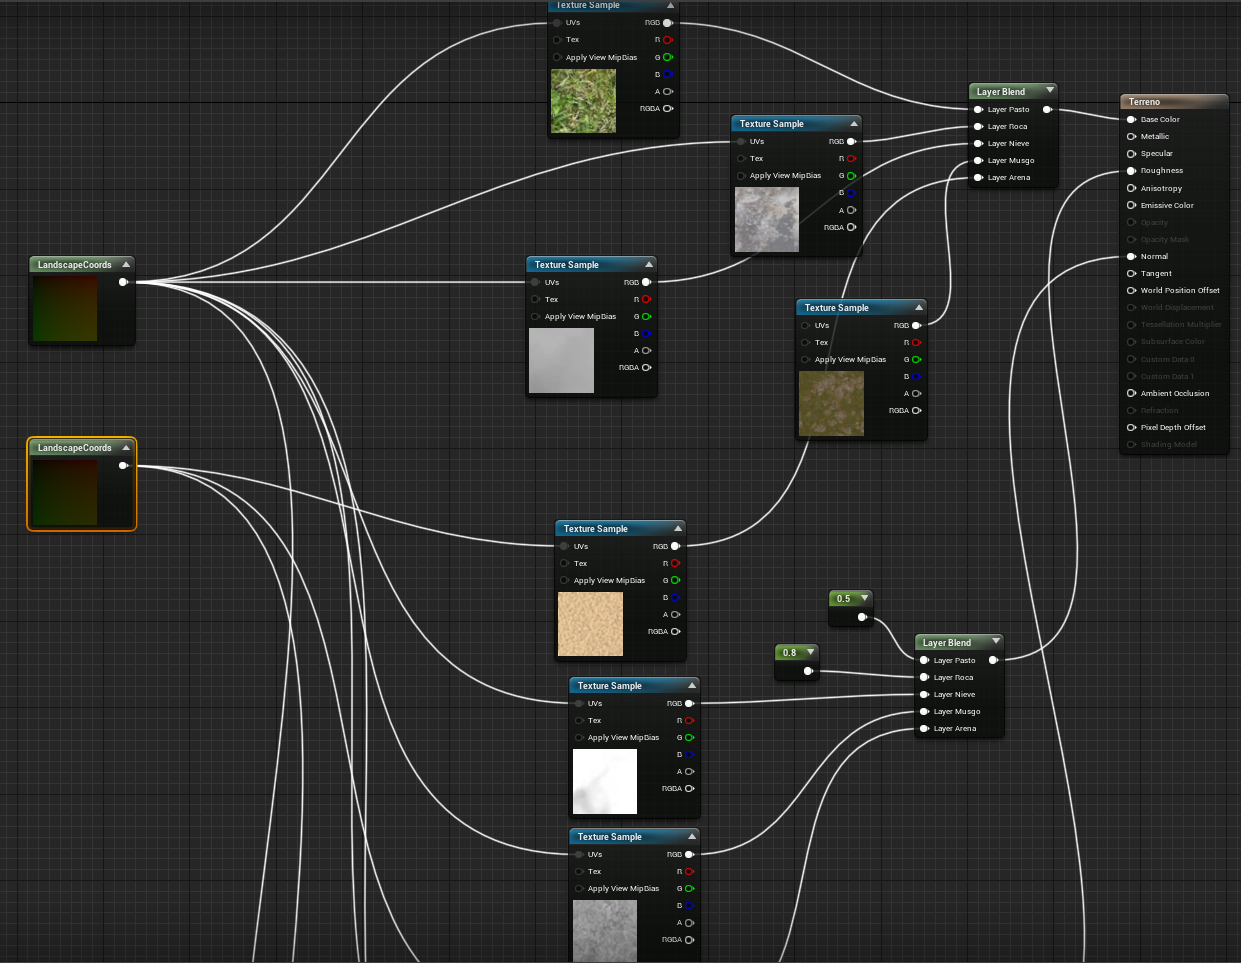 Texture Sample
UVs RGB
Tex R
Apply View MipBias G
B
A
RGBA
Layer Blend
Layer Pasto
Layer Roca
Layer Nieve
Layer Musgo
Layer Arena
Terreno
Base Color
Metallic
Specular
Roughness
Anisotropy
Emissive Color
Opacity
Opacity Mask
Normal
Tangent
World Position Offset
World Displacement
Tessellation Multiplier
Subsurface Color
Custom Data 0
Custom Data 1
Ambient Occlusion
Refraction
Pixel Depth Offset
Shading Model
Texture Sample
UVs RGB
Tex R
Apply View MipBias G
B
A
RGBA
LandscapeCoords
Texture Sample
UVs RGB
Tex R
Apply View MipBias G
B
A
RGBA
Texture Sample
UVs RGB
Tex R
Apply View MipBias G
B
A
RGBA
LandscapeCoords
Texture Sample
UVs RGB
Tex R
Apply View MipBias G
B
A
RGBA
0.5
0.8
Layer Blend
Layer Pasto
Layer Roca
Layer Nieve
Layer Musgo
Layer Arena
Texture Sample
UVs RGB
Tex R
Apply View MipBias G
B
A
RGBA
Texture Sample
UVs RGB
Tex R
Apply View MipBias G
B
A
RGBA